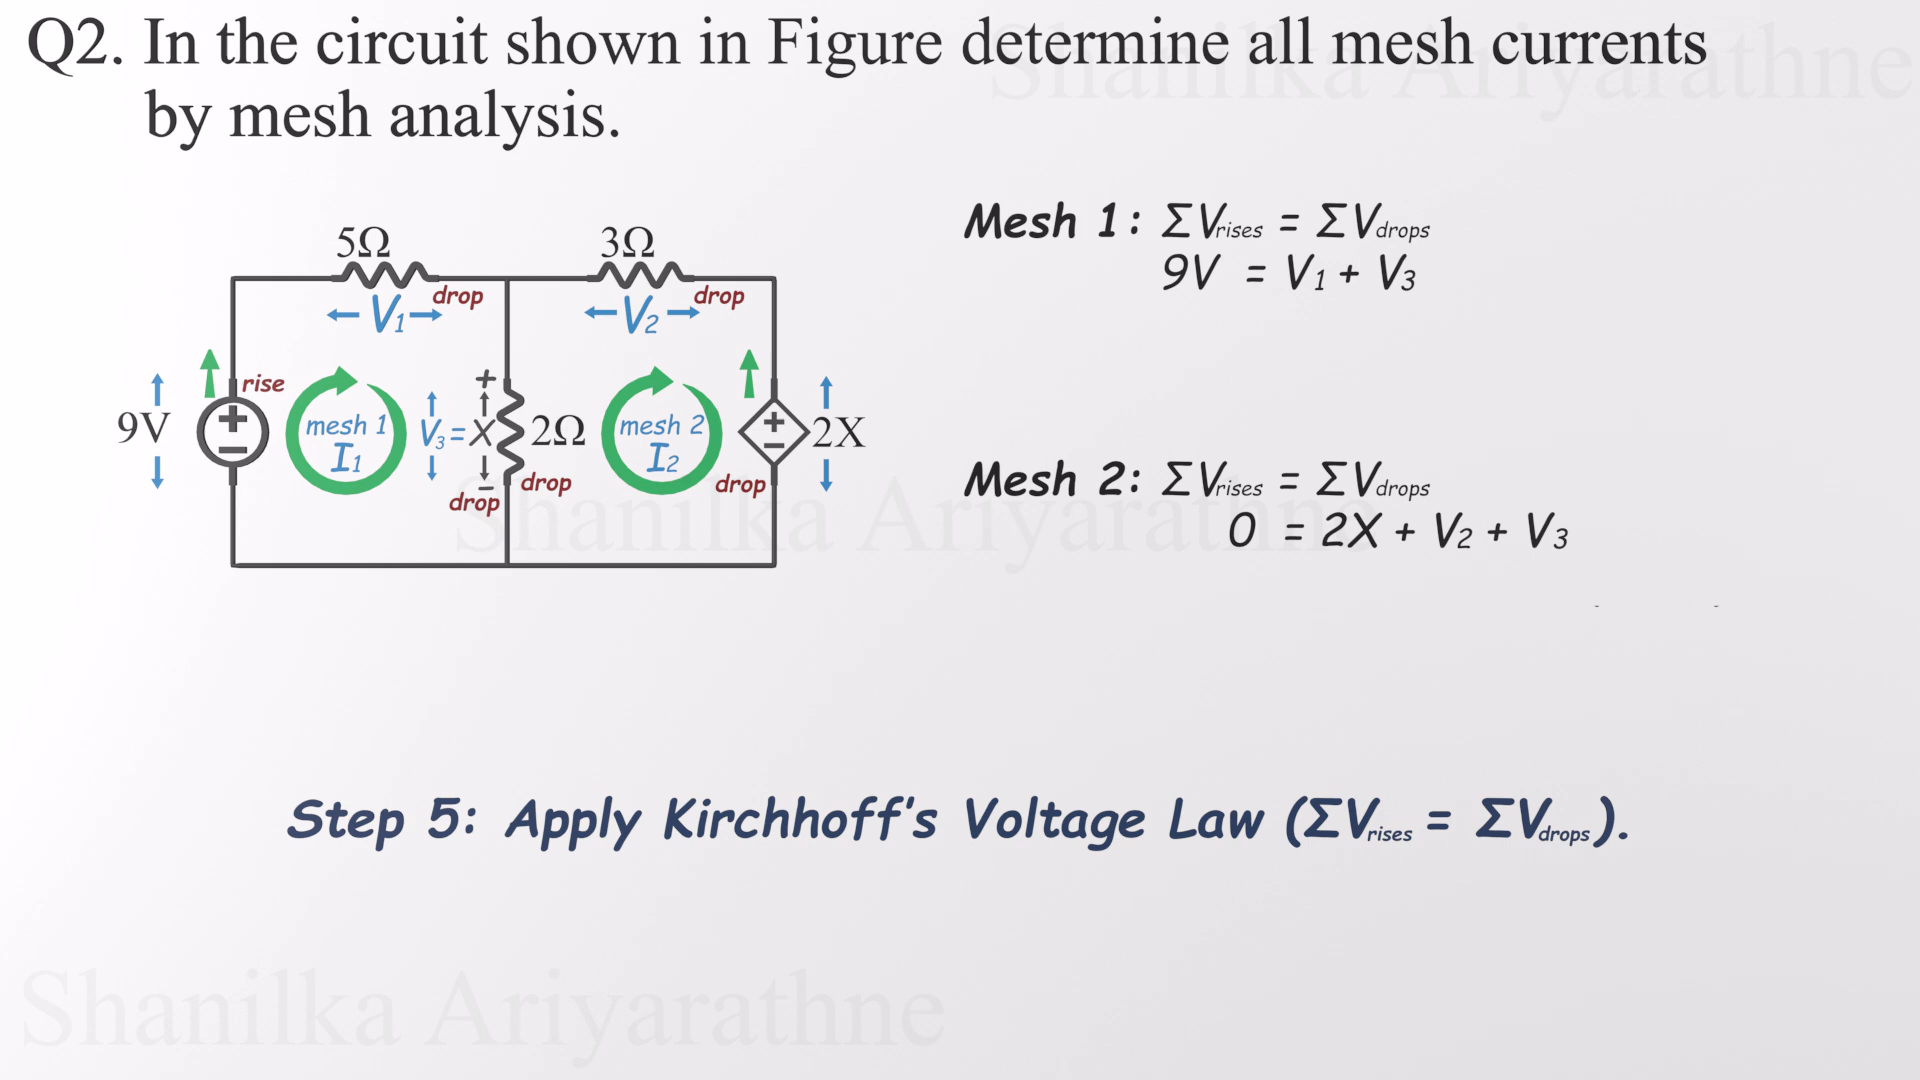 Q2. In the circuit shown in Figure determine all mesh currents
by mesh analysis.
Shanilka Ariyarathne
5Ω
3Ω
V1
drop
V2
drop
9V
rise
mesh 1
I1
V3 = X
+
−
drop
2Ω
drop
mesh 2
I2
+
−
2X
drop
Mesh 1: ΣVrises = ΣVdrops
9V = V1 + V3
Mesh 2: ΣVrises = ΣVdrops
0 = 2X + V2 + V3
Shanilka Ariyarathne
Step 5: Apply Kirchhoff's Voltage Law (ΣVrises = ΣVdrops).
Shanilka Ariyarathne